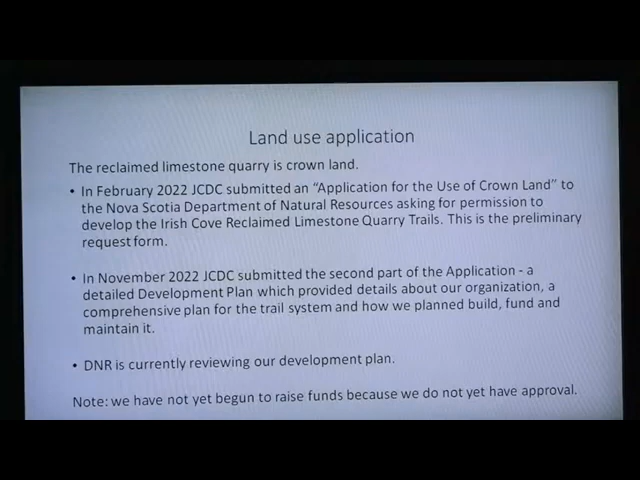 Land use application
The reclaimed limestone quarry is crown land.
• In February 2022 JCDC submitted an "Application for the Use of Crown Land" to
the Nova Scotia Department of Natural Resources asking for permission to
develop the Irish Cove Reclaimed Limestone Quarry Trails. This is the preliminary
request form.
• In November 2022 JCDC submitted the second part of the Application - a
detailed Development Plan which provided details about our organization, a
comprehensive plan for the trail system and how we planned build, fund and
maintain it.
• DNR is currently reviewing our development plan.
Note: we have not yet begun to raise funds because we do not yet have approval.